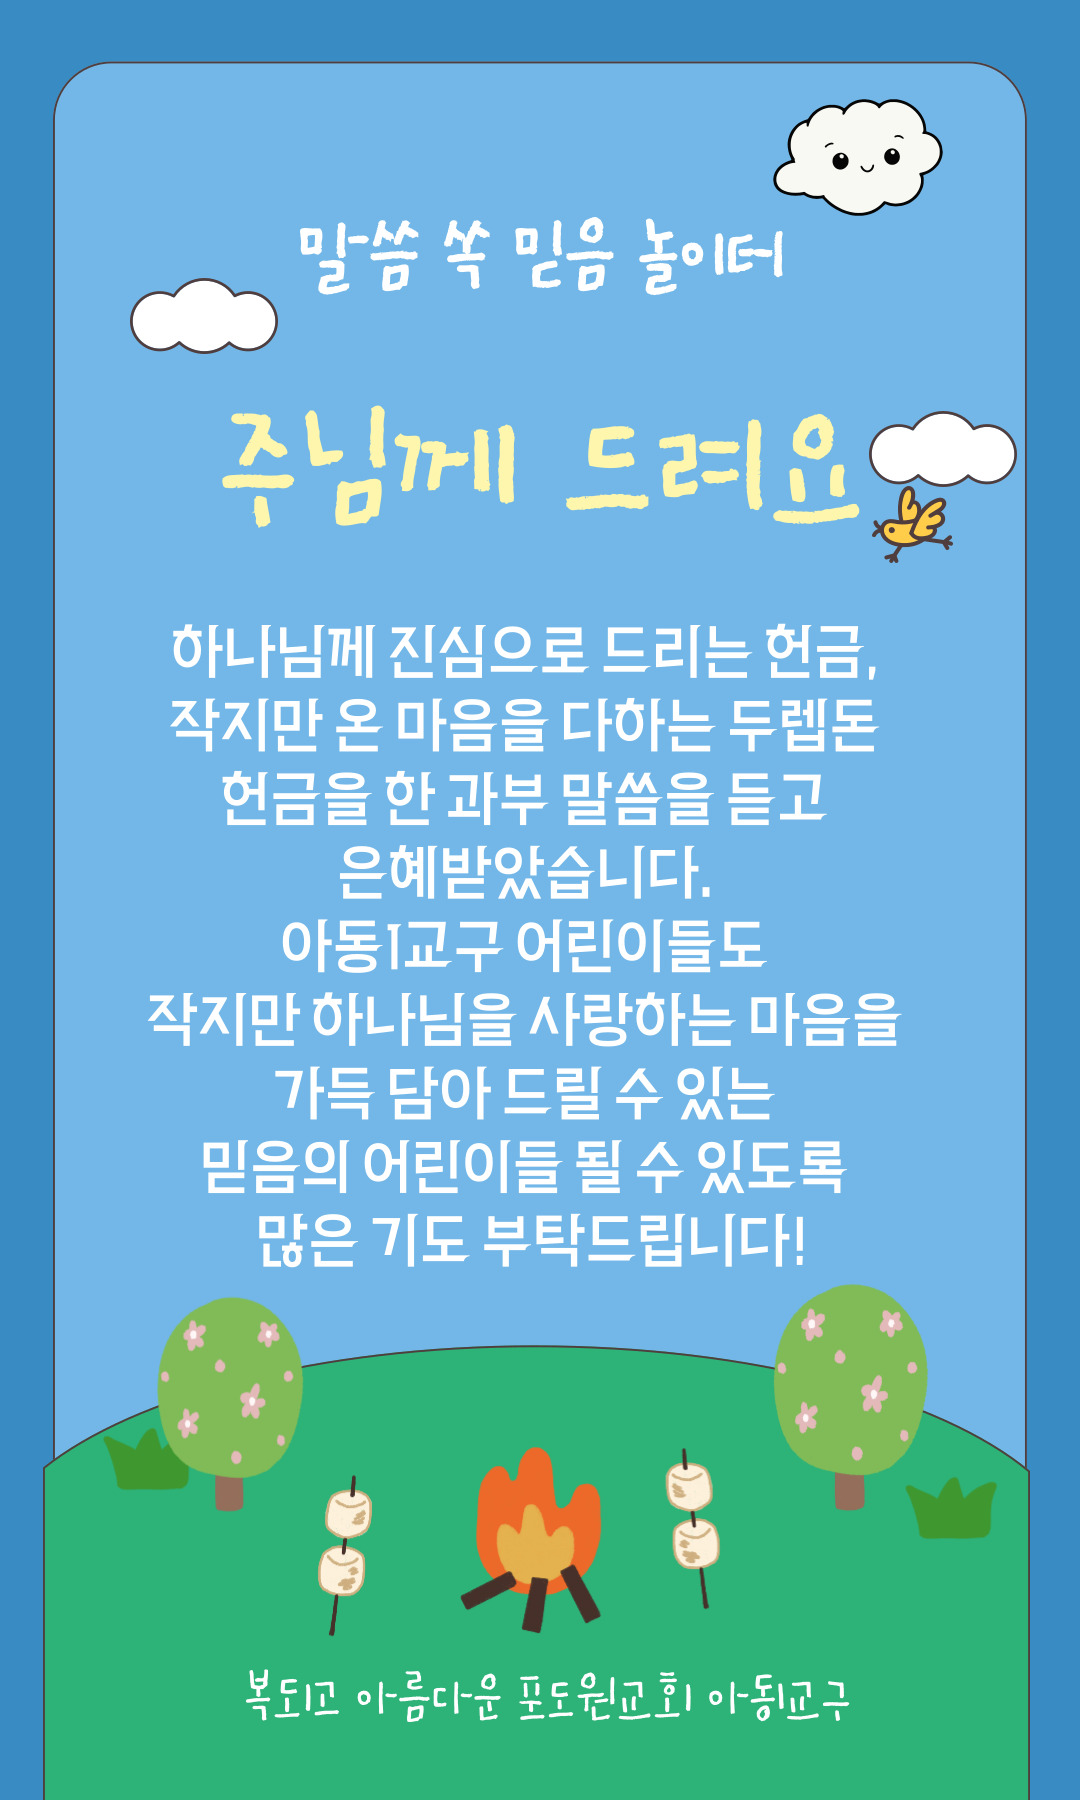 말씀 쏙 믿음 놀이터
주님께 드려요
하나님께 진심으로 드리는 헌금,
작지만 온 마음을 다하는 두렙돈
헌금을 한 과부 말씀을 듣고
은혜받았습니다.
아동1교구 어린이들도
작지만 하나님을 사랑하는 마음을
가득 담아 드릴 수 있는
믿음의 어린이들 될 수 있도록
많은 기도 부탁드립니다!
복되고 아름다운 포도원교회 아동1교구